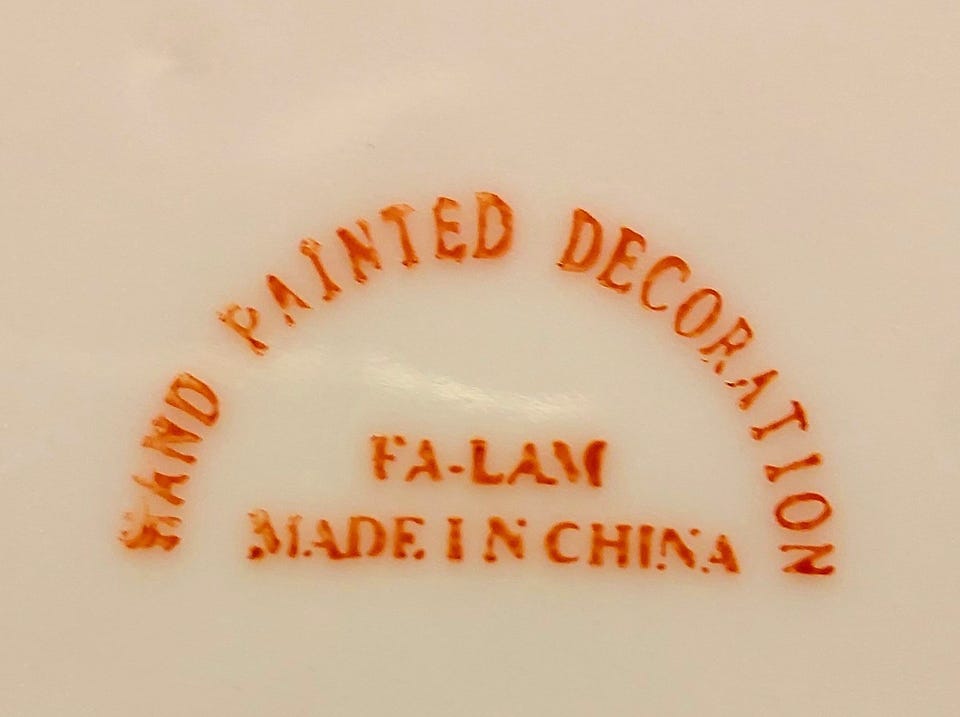 HAND PAINTED DECORATION
FA-LAM
MADE IN CHINA